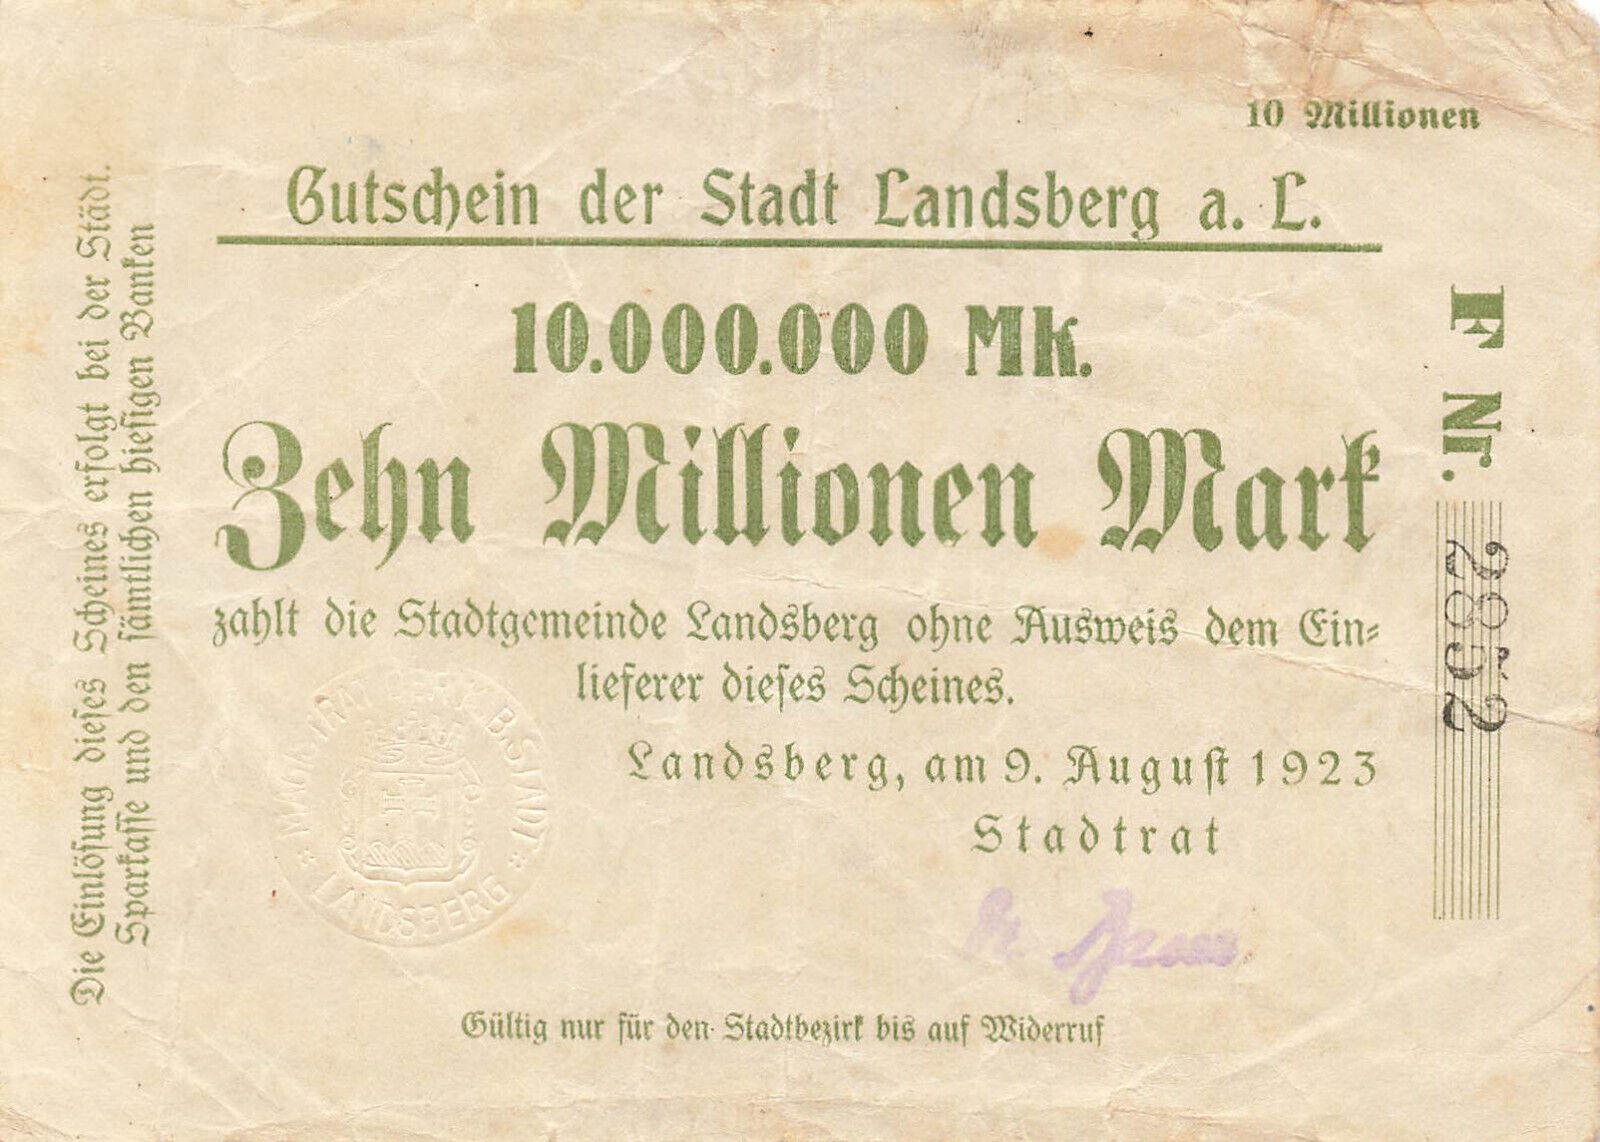 10 Millionen
Gutschein der Stadt Landsberg a. L.
10.000.000 Mk.
Zehn Millionen Mark
zahlt die Stadtgemeinde Landsberg ohne Ausweis dem Ein-
lieferer dieses Scheines.
Landsberg, am 9. August 1923
Stadtrat
Gültig nur für den Stadtbezirk bis auf Widerruf
Die Einlösung dieses Scheines erfolgt bei der Städt.
Sparkasse und den sämtlichen hiesigen Banken
F Nr. 2852
B. STADT
LANDSBERG